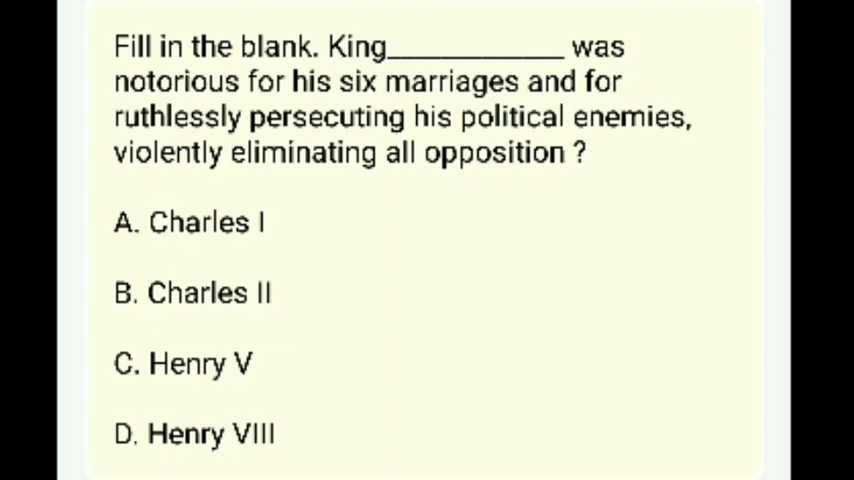 Fill in the blank. King_____________ was
notorious for his six marriages and for
ruthlessly persecuting his political enemies,
violently eliminating all opposition ?
A. Charles I
B. Charles II
C. Henry V
D. Henry VIII